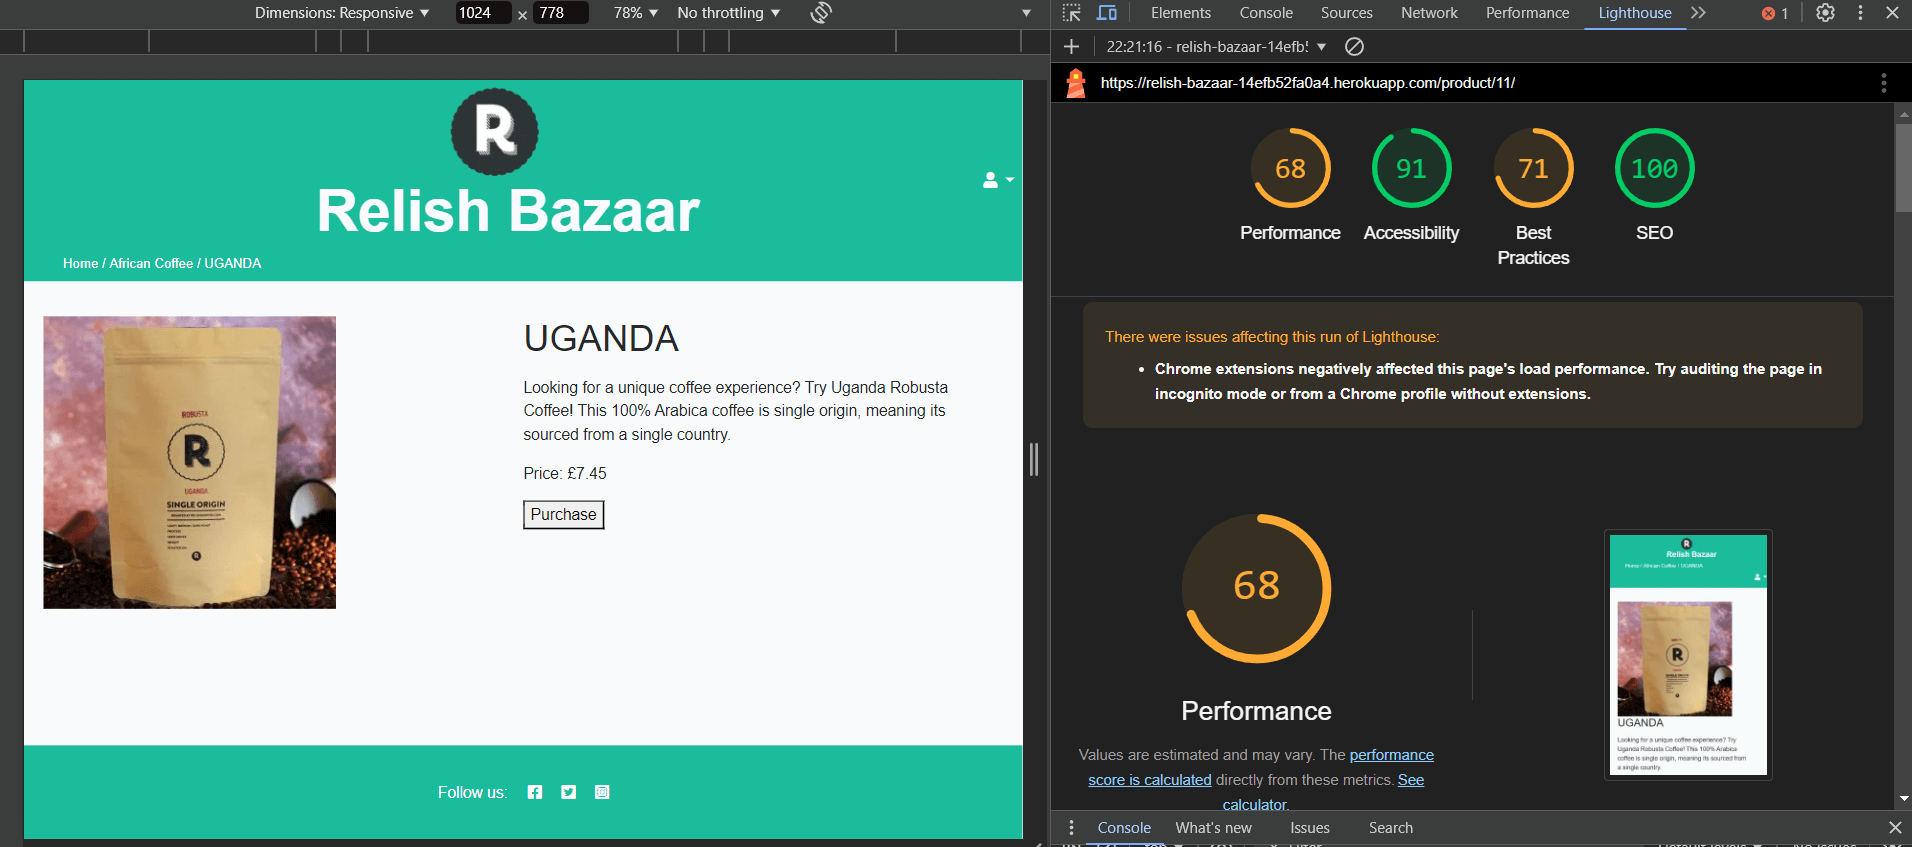 Dimensions: Responsive 1024 × 778 78% No throttling
Elements Console Sources Network Performance Lighthouse 1
22:21:16 - relish-bazaar-14efb5
https://relish-bazaar-14efb52fa0a4.herokuapp.com/product/11/
R
Relish Bazaar
Home / African Coffee / UGANDA
ROBUSTA
R
UGANDA
SINGLE ORIGIN
UGANDA
Looking for a unique coffee experience? Try Uganda Robusta
Coffee! This 100% Arabica coffee is single origin, meaning its
sourced from a single country.
Price: £7.45
Purchase
Follow us:
68 91 71 100
Performance Accessibility Best Practices SEO
There were issues affecting this run of Lighthouse:
• Chrome extensions negatively affected this page's load performance. Try auditing the page in
incognito mode or from a Chrome profile without extensions.
68
Performance
Values are estimated and may vary. The performance
score is calculated directly from these metrics. See
calculator.
R
Relish Bazaar
Home / African Coffee / UGANDA
R
UGANDA
Looking for a unique coffee experience? Try
Uganda Robusta Coffee! This 100% Arabica
coffee is single origin, meaning its sourced from
a single country.
Console What's new Issues Search